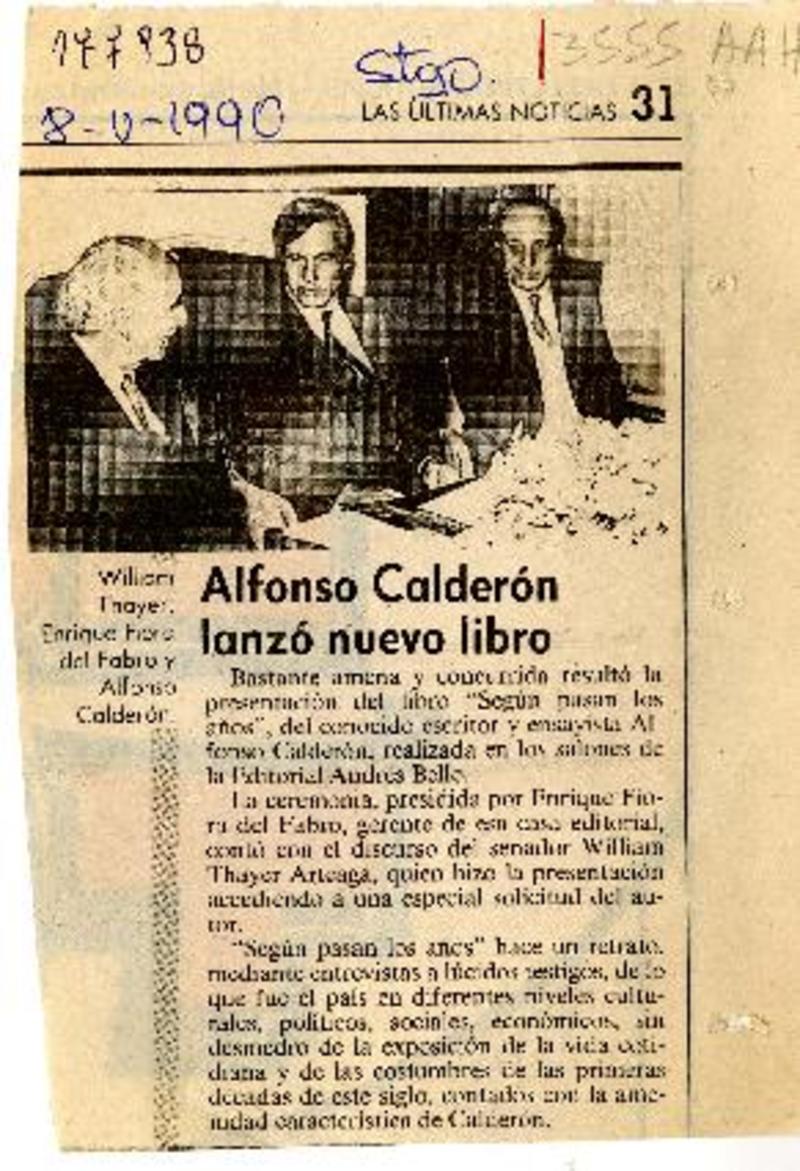 177838
Stgo.
3555 AAH
8-V-1990
LAS ÚLTIMAS NOTICIAS 31
William
Thayer,
Enrique Fiora
del Fabro y
Alfonso
Calderón.
Alfonso Calderón
lanzó nuevo libro
Bastante amena y concurrida resultó la
presentación del libro "Según pasan los
años", del conocido escritor y ensayista Al-
fonso Calderón, realizada en los salones de
la Editorial Andrés Bello.
La ceremonia, presidida por Enrique Fio-
ra del Fabro, gerente de esa casa editorial,
contó con el discurso del senador William
Thayer Arteaga, quien hizo la presentación
accediendo a una especial solicitud del au-
tor.
"Según pasan los años" hace un retrato,
mediante entrevistas a lúcidos testigos, de lo
que fue el país en diferentes niveles cultu-
rales, políticos, sociales, económicos, sin
desmedro de la exposición de la vida coti-
diana y de las costumbres de las primeras
décadas de este siglo, contados con la ame-
nidad característica de Calderón.